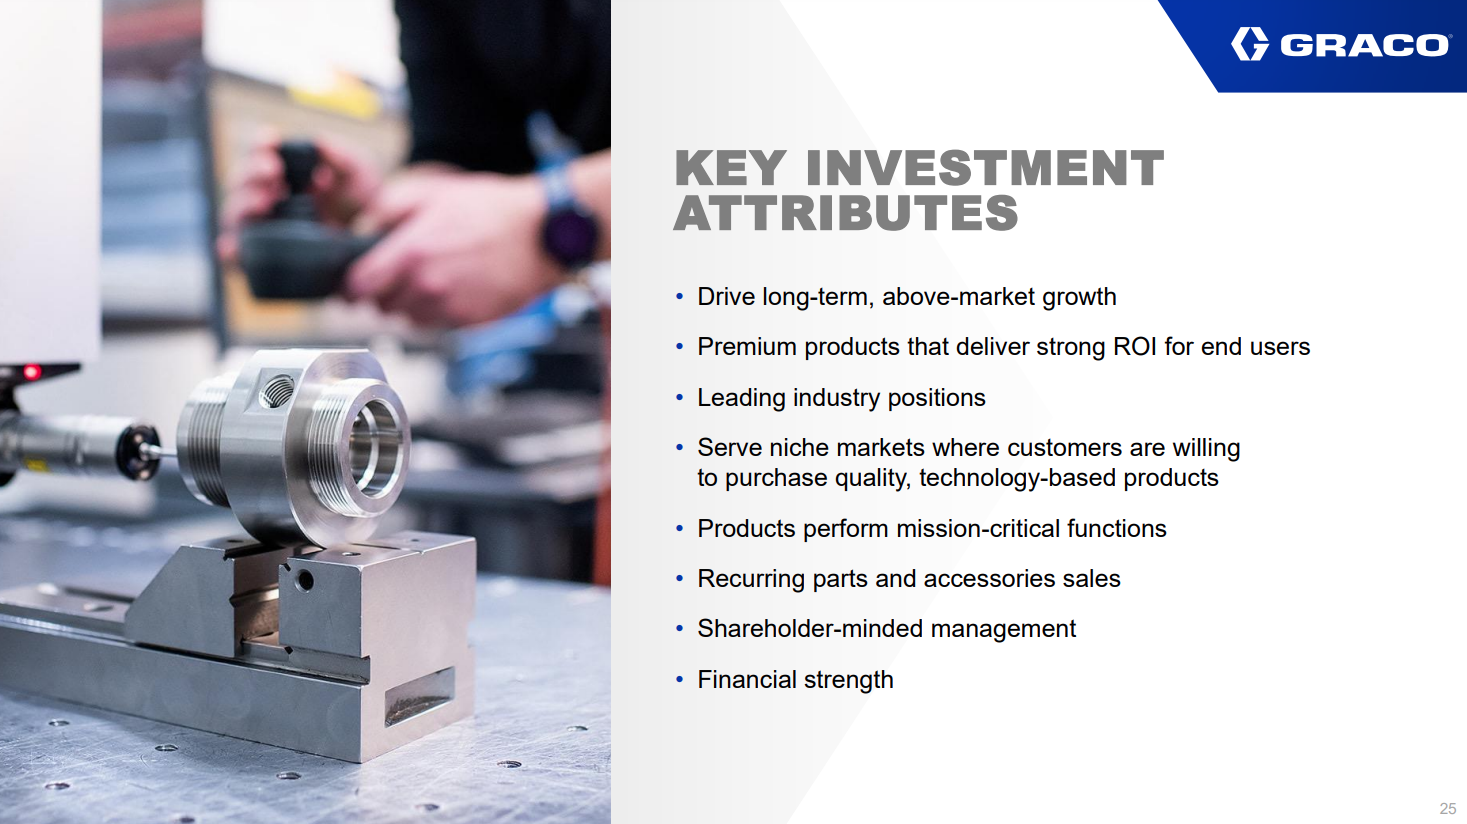 GRACO
KEY INVESTMENT
ATTRIBUTES
• Drive long-term, above-market growth
• Premium products that deliver strong ROI for end users
• Leading industry positions
• Serve niche markets where customers are willing
to purchase quality, technology-based products
• Products perform mission-critical functions
• Recurring parts and accessories sales
• Shareholder-minded management
• Financial strength
25